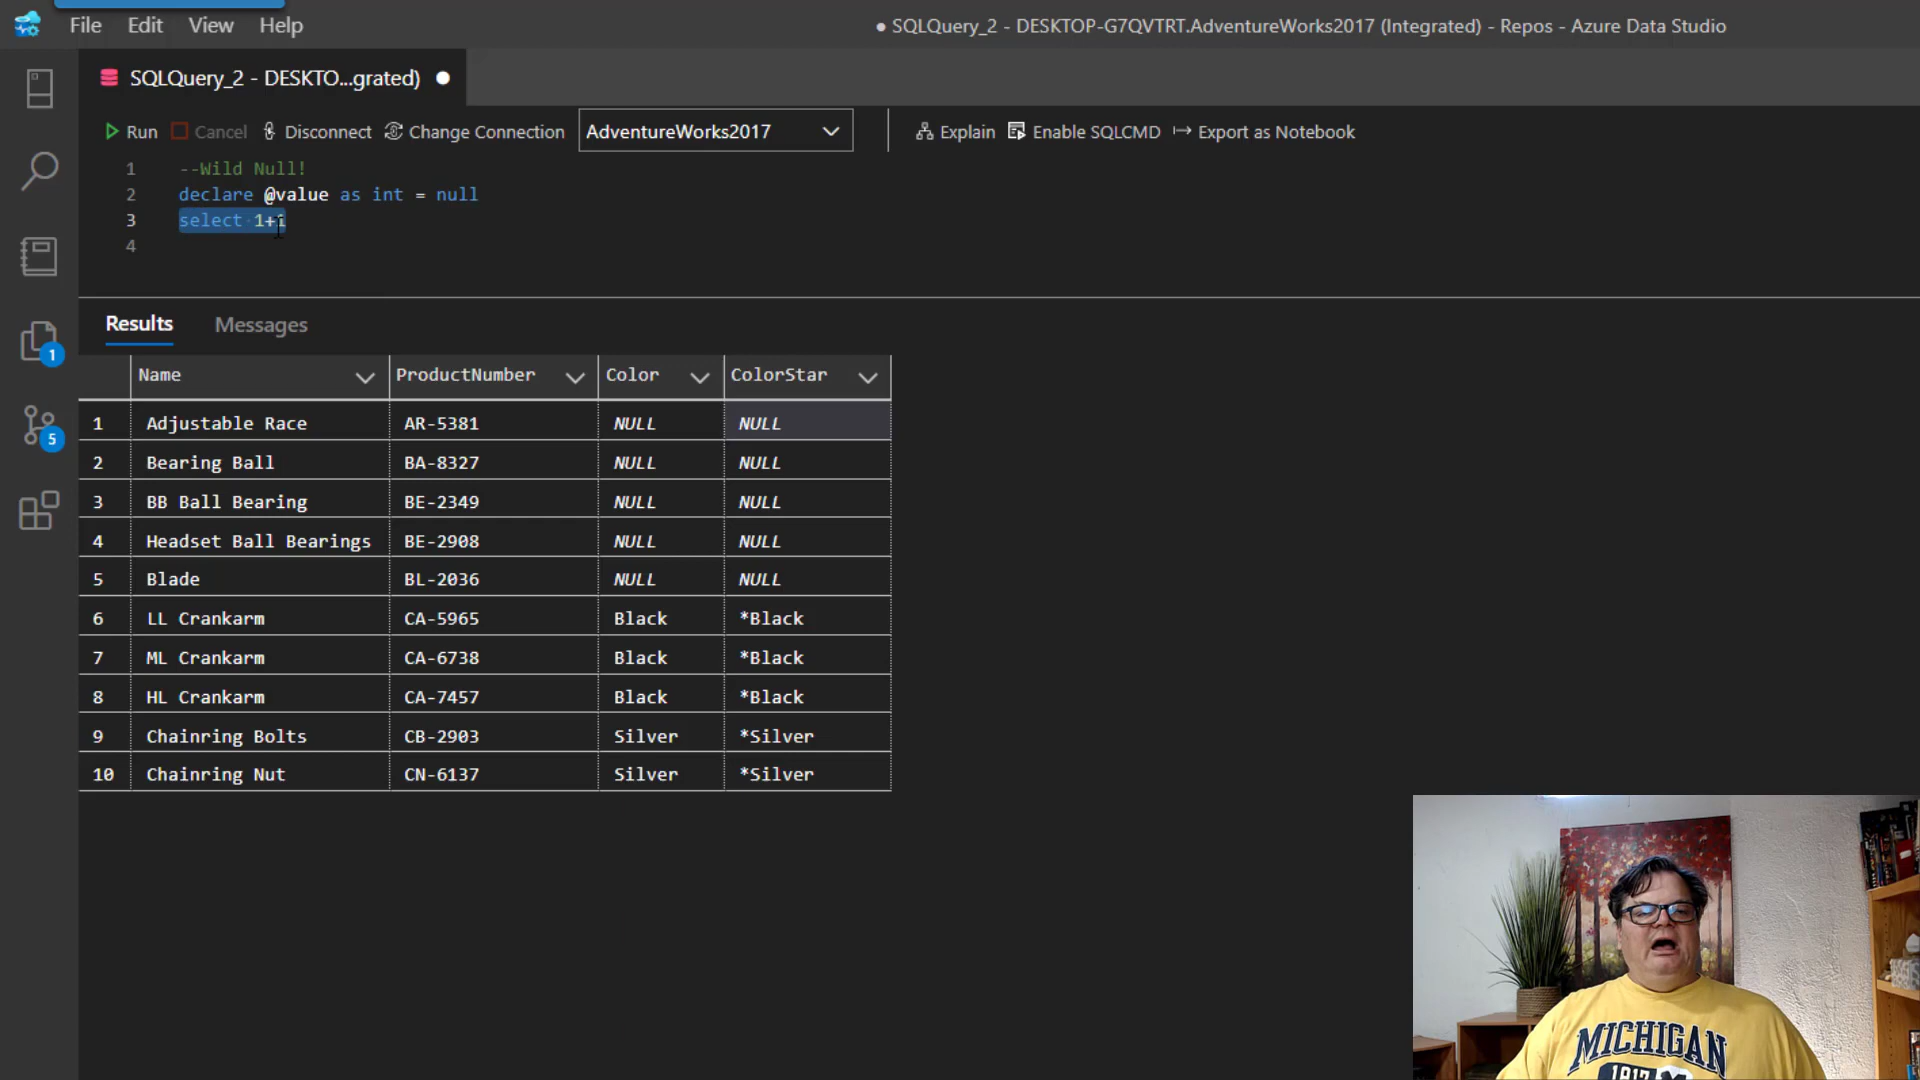 File Edit View Help
● SQLQuery_2 - DESKTOP-G7QVTRT.AdventureWorks2017 (Integrated) - Repos - Azure Data Studio
SQLQuery_2 - DESKTO...grated) ●
Run Cancel Disconnect Change Connection AdventureWorks2017 Explain Enable SQLCMD Export as Notebook
1 --Wild Null!
2 declare @value as int = null
3 select 1+1
4
1
5
Results Messages
Name ProductNumber Color ColorStar
1 Adjustable Race AR-5381 NULL NULL
2 Bearing Ball BA-8327 NULL NULL
3 BB Ball Bearing BE-2349 NULL NULL
4 Headset Ball Bearings BE-2908 NULL NULL
5 Blade BL-2036 NULL NULL
6 LL Crankarm CA-5965 Black *Black
7 ML Crankarm CA-6738 Black *Black
8 HL Crankarm CA-7457 Black *Black
9 Chainring Bolts CB-2903 Silver *Silver
10 Chainring Nut CN-6137 Silver *Silver
MICHIGAN
1817